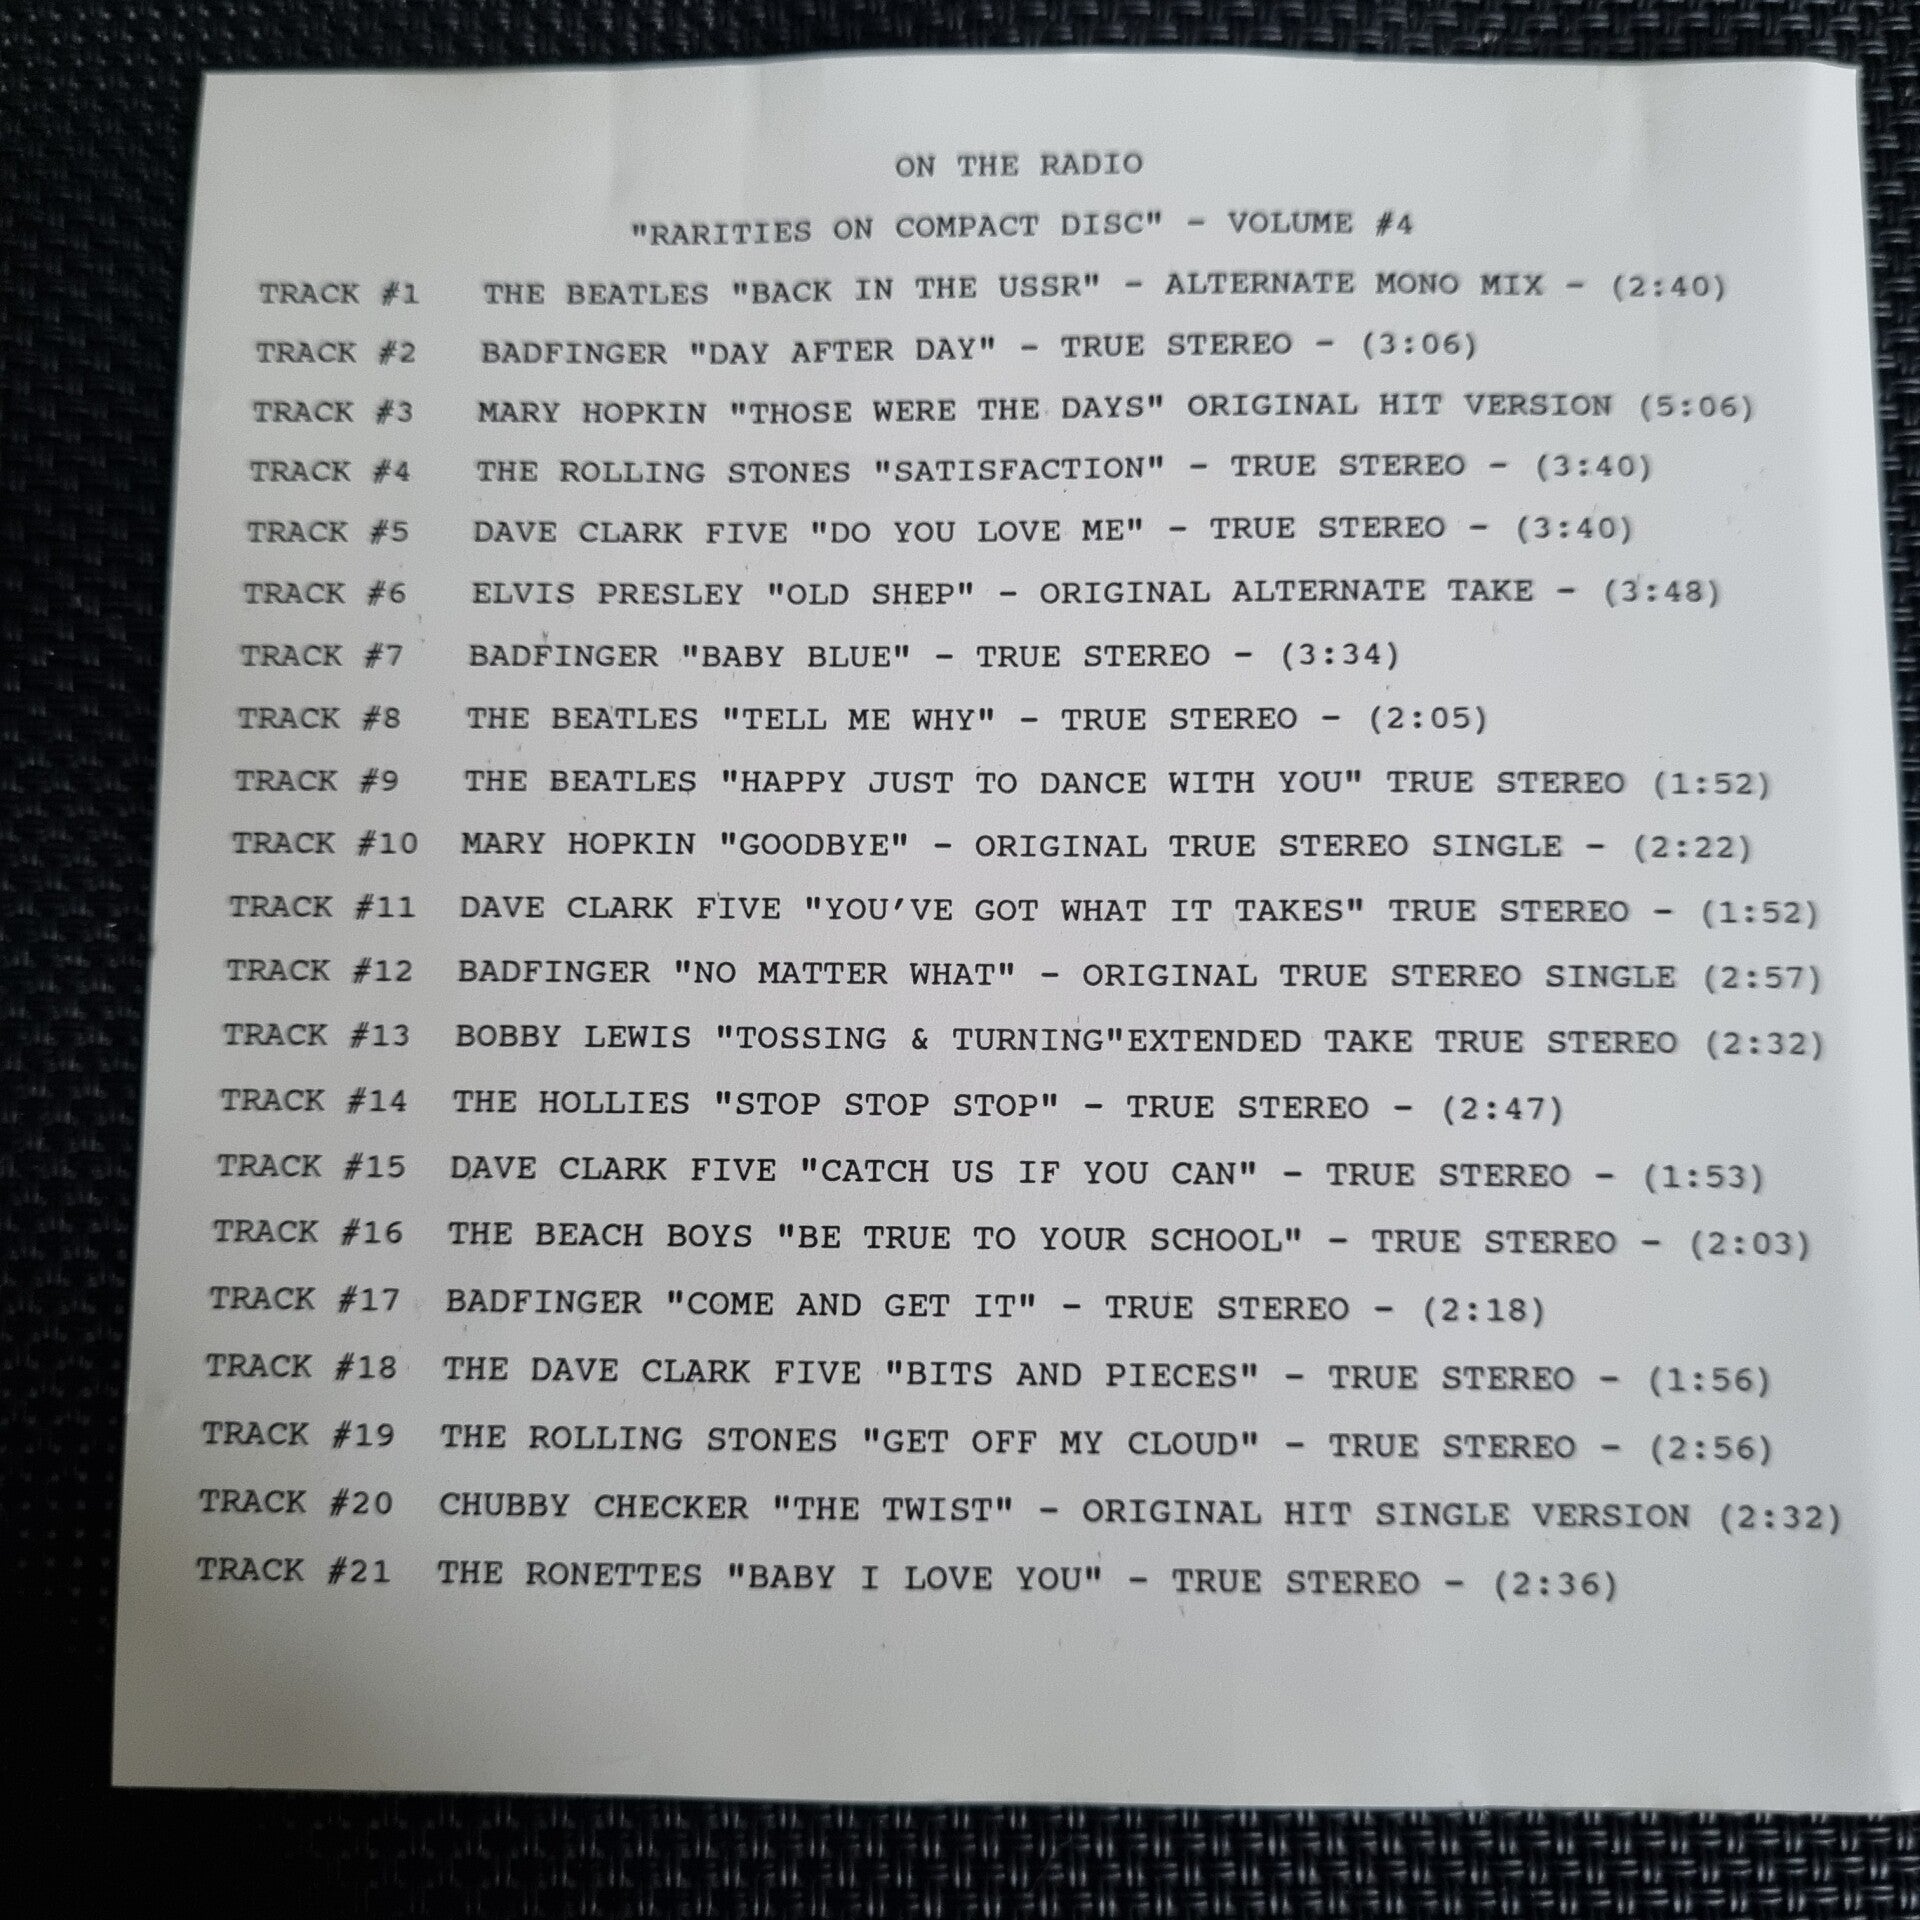 ON THE RADIO
"RARITIES ON COMPACT DISC" - VOLUME #4
TRACK #1 THE BEATLES "BACK IN THE USSR" - ALTERNATE MONO MIX - (2:40)
TRACK #2 BADFINGER "DAY AFTER DAY" - TRUE STEREO - (3:06)
TRACK #3 MARY HOPKIN "THOSE WERE THE DAYS" ORIGINAL HIT VERSION (5:06)
TRACK #4 THE ROLLING STONES "SATISFACTION" - TRUE STEREO - (3:40)
TRACK #5 DAVE CLARK FIVE "DO YOU LOVE ME" - TRUE STEREO - (3:40)
TRACK #6 ELVIS PRESLEY "OLD SHEP" - ORIGINAL ALTERNATE TAKE - (3:48)
TRACK #7 BADFINGER "BABY BLUE" - TRUE STEREO - (3:34)
TRACK #8 THE BEATLES "TELL ME WHY" - TRUE STEREO - (2:05)
TRACK #9 THE BEATLES "HAPPY JUST TO DANCE WITH YOU" TRUE STEREO (1:52)
TRACK #10 MARY HOPKIN "GOODBYE" - ORIGINAL TRUE STEREO SINGLE - (2:22)
TRACK #11 DAVE CLARK FIVE "YOU'VE GOT WHAT IT TAKES" TRUE STEREO - (1:52)
TRACK #12 BADFINGER "NO MATTER WHAT" - ORIGINAL TRUE STEREO SINGLE (2:57)
TRACK #13 BOBBY LEWIS "TOSSING & TURNING"EXTENDED TAKE TRUE STEREO (2:32)
TRACK #14 THE HOLLIES "STOP STOP STOP" - TRUE STEREO - (2:47)
TRACK #15 DAVE CLARK FIVE "CATCH US IF YOU CAN" - TRUE STEREO - (1:53)
TRACK #16 THE BEACH BOYS "BE TRUE TO YOUR SCHOOL" - TRUE STEREO - (2:03)
TRACK #17 BADFINGER "COME AND GET IT" - TRUE STEREO - (2:18)
TRACK #18 THE DAVE CLARK FIVE "BITS AND PIECES" - TRUE STEREO - (1:56)
TRACK #19 THE ROLLING STONES "GET OFF MY CLOUD" - TRUE STEREO - (2:56)
TRACK #20 CHUBBY CHECKER "THE TWIST" - ORIGINAL HIT SINGLE VERSION (2:32)
TRACK #21 THE RONETTES "BABY I LOVE YOU" - TRUE STEREO - (2:36)